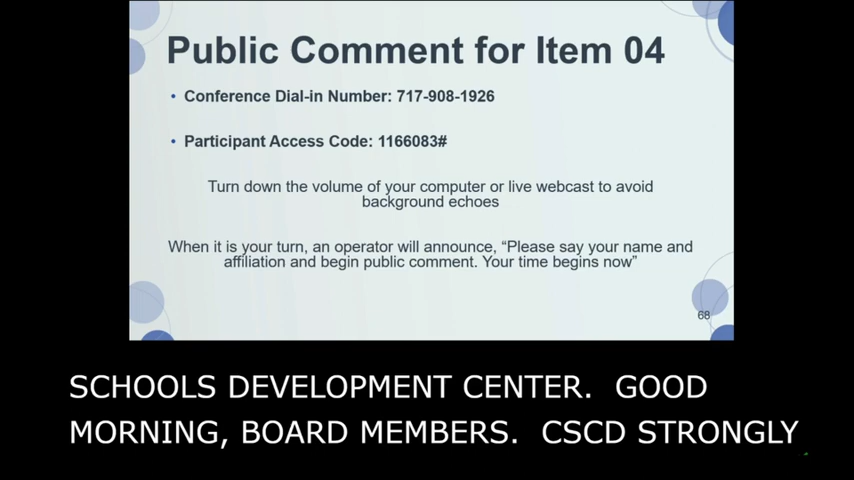 Public Comment for Item 04
• Conference Dial-in Number: 717-908-1926
• Participant Access Code: 1166083#
Turn down the volume of your computer or live webcast to avoid
background echoes
When it is your turn, an operator will announce, “Please say your name and
affiliation and begin public comment. Your time begins now”
68
SCHOOLS DEVELOPMENT CENTER.  GOOD
MORNING, BOARD MEMBERS.  CSCD STRONGLY